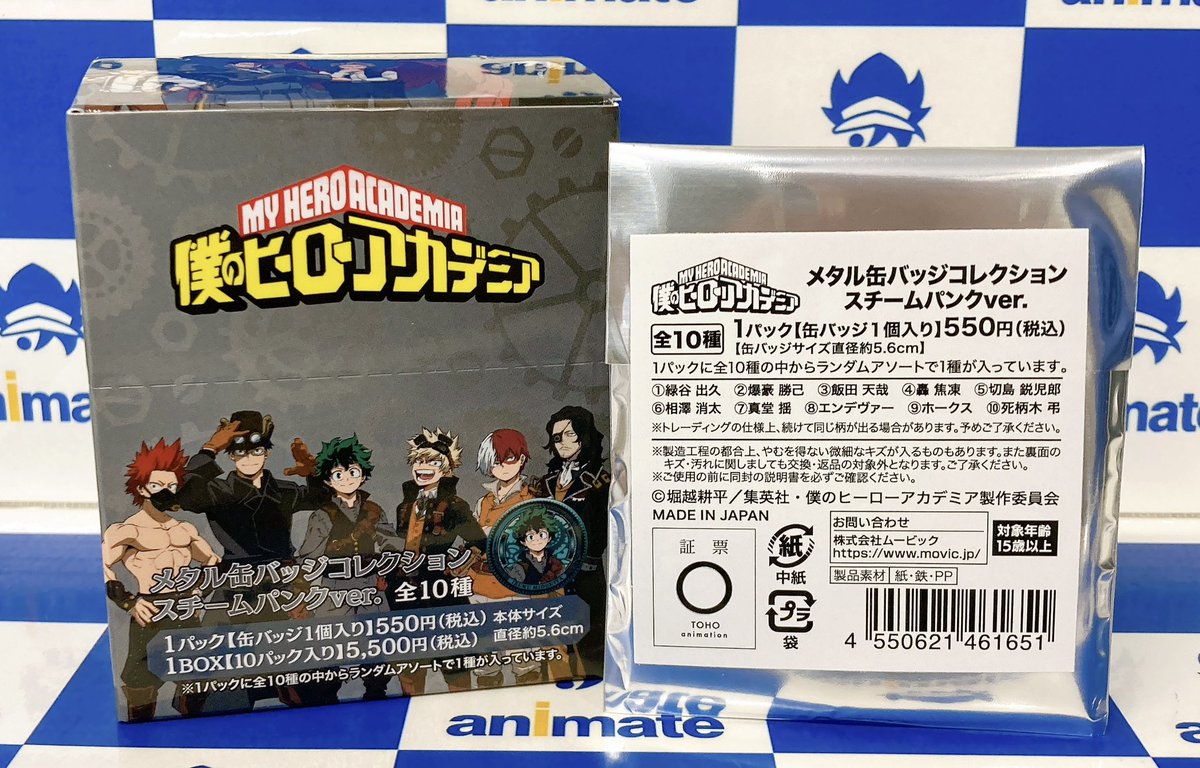 animate
animate
MY HERO ACADEMIA
僕のヒーローアカデミア
メタル缶バッジコレクション
スチームパンクver. 全10種
1パック【缶バッジ1個入り】550円(税込) 本体サイズ
1BOX【10パック入り】5,500円(税込) 直径約5.6cm
※1パックに全10種の中からランダムアソートで1種が入っています。
MY HERO ACADEMIA
僕のヒーローアカデミア
メタル缶バッジコレクション
スチームパンクver.
全10種
1パック【缶バッジ1個入り】550円(税込)
【缶バッジサイズ直径約5.6cm】
1パックに全10種の中からランダムアソートで1種が入っています。
①緑谷 出久 ②爆豪 勝己 ③飯田 天哉 ④轟 焦凍 ⑤切島 鋭児郎
⑥相澤 消太 ⑦真堂 揺 ⑧エンデヴァー ⑨ホークス ⑩死柄木 弔
※トレーディングの仕様上、続けて同じ柄が出る場合があります。予めご了承ください。
※製造工程の都合上、やむを得ない微細なキズが入るものもあります。また裏面の
キズ・汚れに関しましても交換・返品の対象外となります。ご了承ください。
※ご使用の前に同封の説明書を必ずご確認ください。
©堀越耕平/集英社・僕のヒーローアカデミア製作委員会
MADE IN JAPAN
証票
TOHO
animation
紙
中紙
プラ
袋
お問い合わせ
株式会社ムービック
https://www.movic.jp/
対象年齢
15歳以上
製品素材 紙・鉄・PP
4 550621 461651
animate
animate